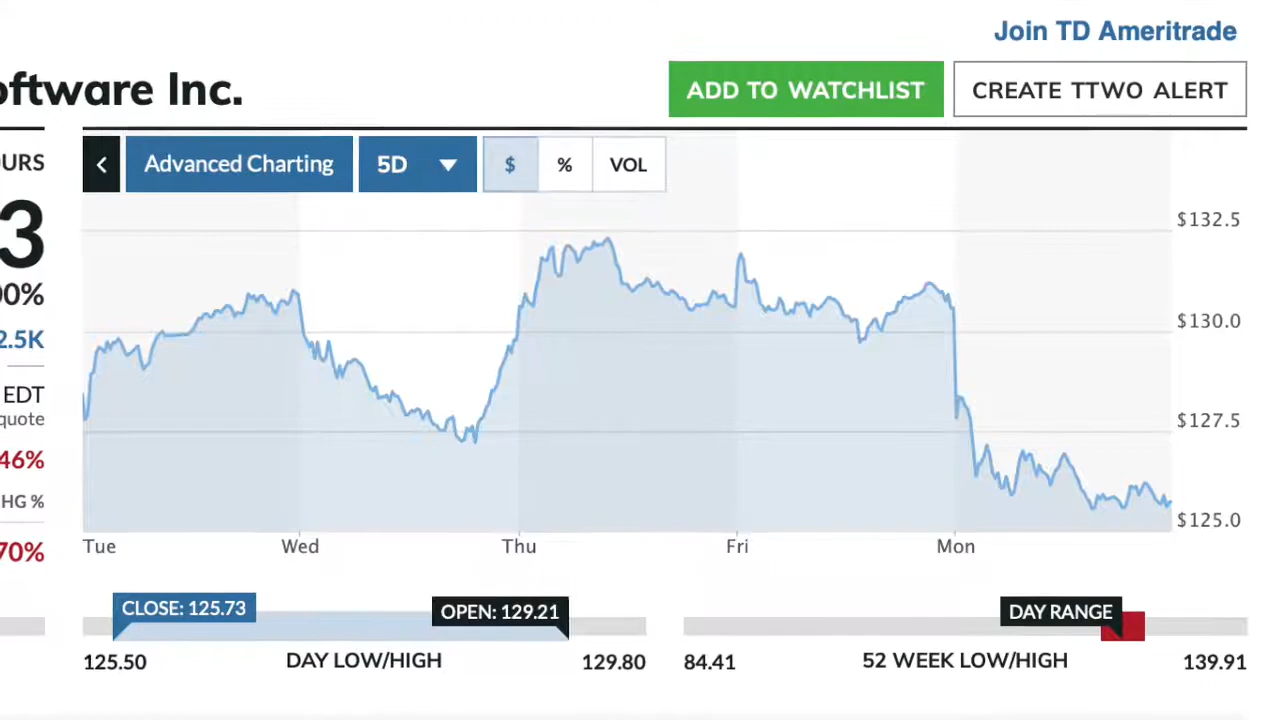 Join TD Ameritrade
oftware Inc.
ADD TO WATCHLIST
CREATE TTWO ALERT
URS
3
00%
2.5K
EDT
quote
46%
HG %
70%
Advanced Charting
5D
$
%
VOL
$132.5
$130.0
$127.5
$125.0
Tue Wed Thu Fri Mon
CLOSE: 125.73
OPEN: 129.21
125.50 DAY LOW/HIGH 129.80
DAY RANGE
84.41 52 WEEK LOW/HIGH 139.91